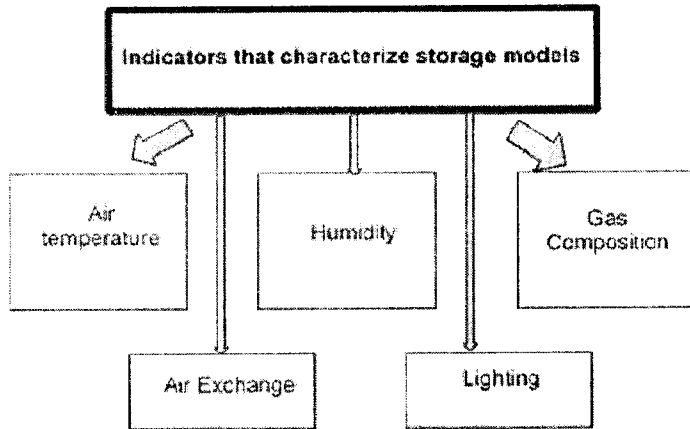 Indicators that characterize storage models
Air
temperature
Humidity
Gas
Composition
Air Exchange
Lighting